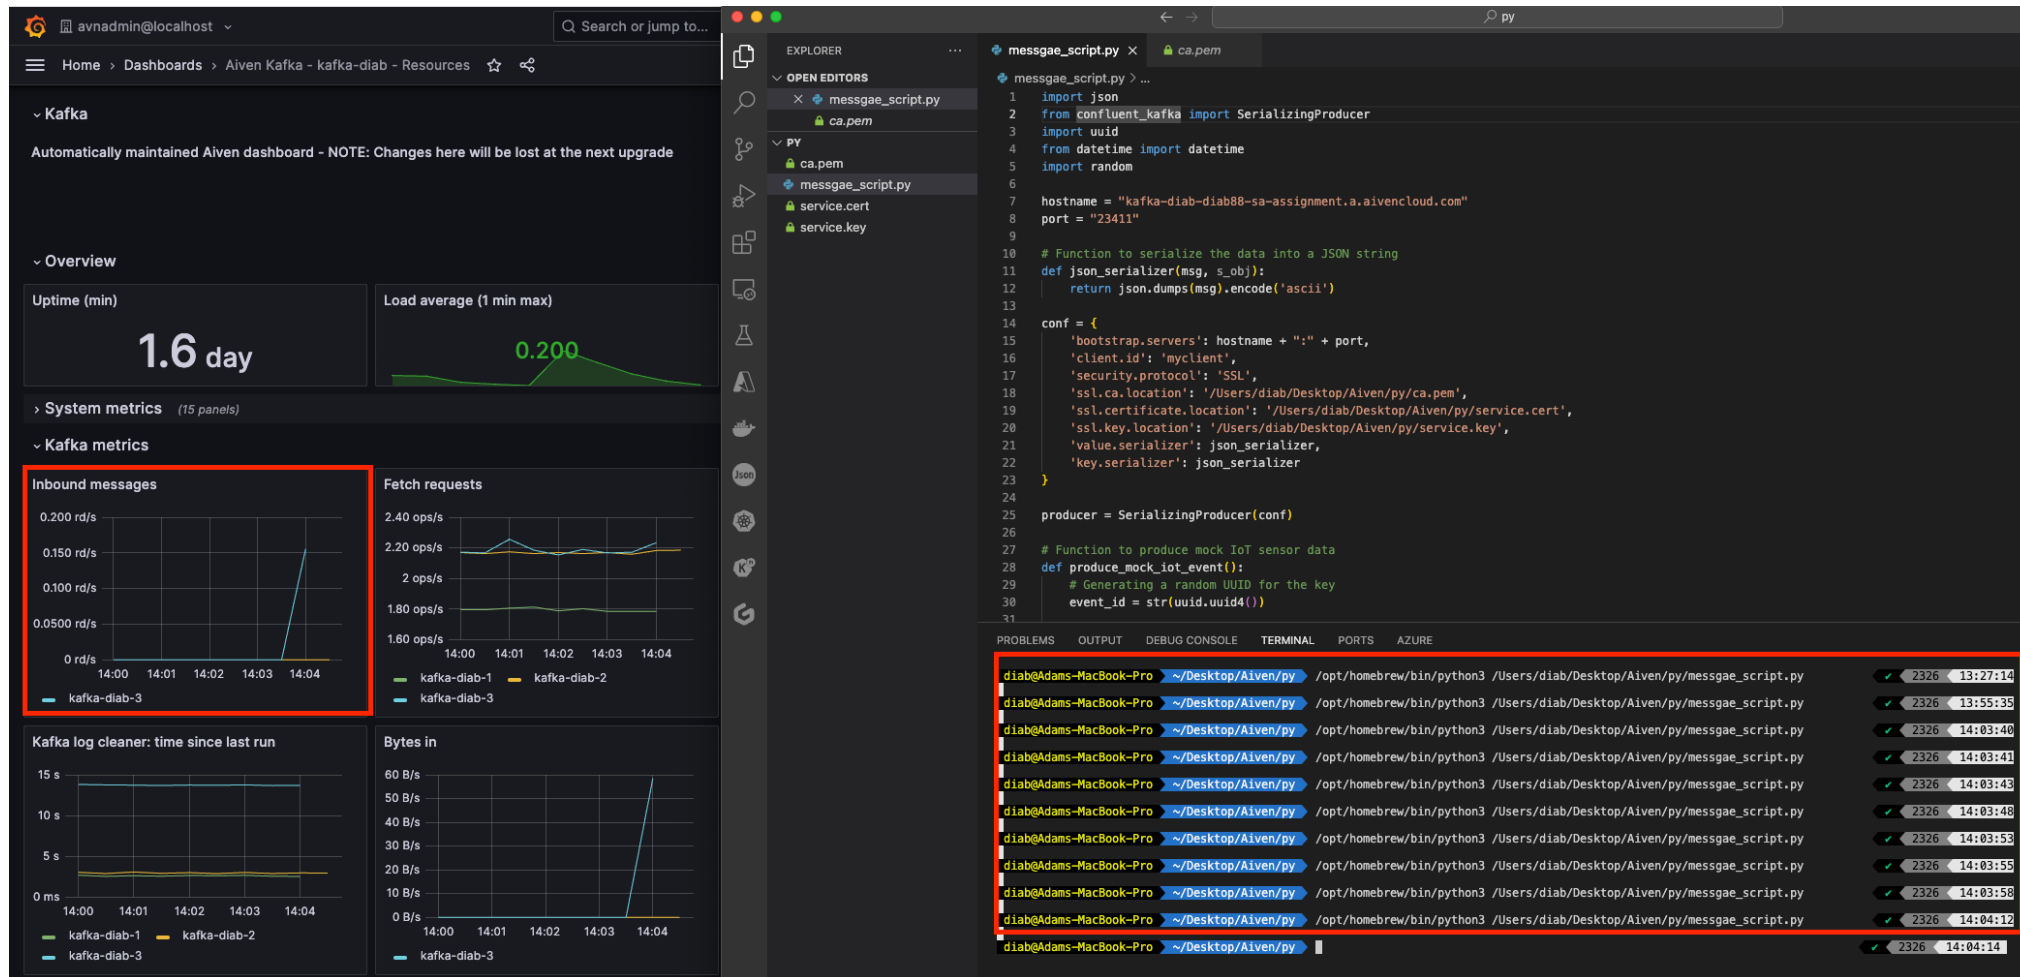 avnadmin@localhost
Search or jump to...
Home › Dashboards › Aiven Kafka - kafka-diab - Resources
Kafka
Automatically maintained Aiven dashboard - NOTE: Changes here will be lost at the next upgrade
Overview
Uptime (min)
1.6 day
Load average (1 min max)
0.200
System metrics (15 panels)
Kafka metrics
Inbound messages
0.200 rd/s
0.150 rd/s
0.100 rd/s
0.0500 rd/s
0 rd/s
14:00 14:01 14:02 14:03 14:04
kafka-diab-3
Fetch requests
2.40 ops/s
2.20 ops/s
2 ops/s
1.80 ops/s
1.60 ops/s
14:00 14:01 14:02 14:03 14:04
kafka-diab-1 kafka-diab-2
kafka-diab-3
Kafka log cleaner: time since last run
15 s
10 s
5 s
0 ms
14:00 14:01 14:02 14:03 14:04
kafka-diab-1 kafka-diab-2
kafka-diab-3
Bytes in
60 B/s
50 B/s
40 B/s
30 B/s
20 B/s
10 B/s
0 B/s
14:00 14:01 14:02 14:03 14:04
kafka-diab-3
py
EXPLORER ...
OPEN EDITORS
messgae_script.py
ca.pem
PY
ca.pem
messgae_script.py
service.cert
service.key
Json
messgae_script.py ca.pem
messgae_script.py > ...
1 import json
2 from confluent_kafka import SerializingProducer
3 import uuid
4 from datetime import datetime
5 import random
6
7 hostname = "kafka-diab-diab88-sa-assignment.a.aivencloud.com"
8 port = "23411"
9
10 # Function to serialize the data into a JSON string
11 def json_serializer(msg, s_obj):
12 return json.dumps(msg).encode('ascii')
13
14 conf = {
15 'bootstrap.servers': hostname + ":" + port,
16 'client.id': 'myclient',
17 'security.protocol': 'SSL',
18 'ssl.ca.location': '/Users/diab/Desktop/Aiven/py/ca.pem',
19 'ssl.certificate.location': '/Users/diab/Desktop/Aiven/py/service.cert',
20 'ssl.key.location': '/Users/diab/Desktop/Aiven/py/service.key',
21 'value.serializer': json_serializer,
22 'key.serializer': json_serializer
23 }
24
25 producer = SerializingProducer(conf)
26
27 # Function to produce mock IoT sensor data
28 def produce_mock_iot_event():
29 # Generating a random UUID for the key
30 event_id = str(uuid.uuid4())
31
PROBLEMS OUTPUT DEBUG CONSOLE TERMINAL PORTS AZURE
diab@Adams-MacBook-Pro ~/Desktop/Aiven/py /opt/homebrew/bin/python3 /Users/diab/Desktop/Aiven/py/messgae_script.py ✔ 2326 13:27:14
diab@Adams-MacBook-Pro ~/Desktop/Aiven/py /opt/homebrew/bin/python3 /Users/diab/Desktop/Aiven/py/messgae_script.py ✔ 2326 13:55:35
diab@Adams-MacBook-Pro ~/Desktop/Aiven/py /opt/homebrew/bin/python3 /Users/diab/Desktop/Aiven/py/messgae_script.py ✔ 2326 14:03:40
diab@Adams-MacBook-Pro ~/Desktop/Aiven/py /opt/homebrew/bin/python3 /Users/diab/Desktop/Aiven/py/messgae_script.py ✔ 2326 14:03:41
diab@Adams-MacBook-Pro ~/Desktop/Aiven/py /opt/homebrew/bin/python3 /Users/diab/Desktop/Aiven/py/messgae_script.py ✔ 2326 14:03:43
diab@Adams-MacBook-Pro ~/Desktop/Aiven/py /opt/homebrew/bin/python3 /Users/diab/Desktop/Aiven/py/messgae_script.py ✔ 2326 14:03:48
diab@Adams-MacBook-Pro ~/Desktop/Aiven/py /opt/homebrew/bin/python3 /Users/diab/Desktop/Aiven/py/messgae_script.py ✔ 2326 14:03:53
diab@Adams-MacBook-Pro ~/Desktop/Aiven/py /opt/homebrew/bin/python3 /Users/diab/Desktop/Aiven/py/messgae_script.py ✔ 2326 14:03:55
diab@Adams-MacBook-Pro ~/Desktop/Aiven/py /opt/homebrew/bin/python3 /Users/diab/Desktop/Aiven/py/messgae_script.py ✔ 2326 14:03:58
diab@Adams-MacBook-Pro ~/Desktop/Aiven/py /opt/homebrew/bin/python3 /Users/diab/Desktop/Aiven/py/messgae_script.py ✔ 2326 14:04:12
diab@Adams-MacBook-Pro ~/Desktop/Aiven/py ✔ 2326 14:04:14